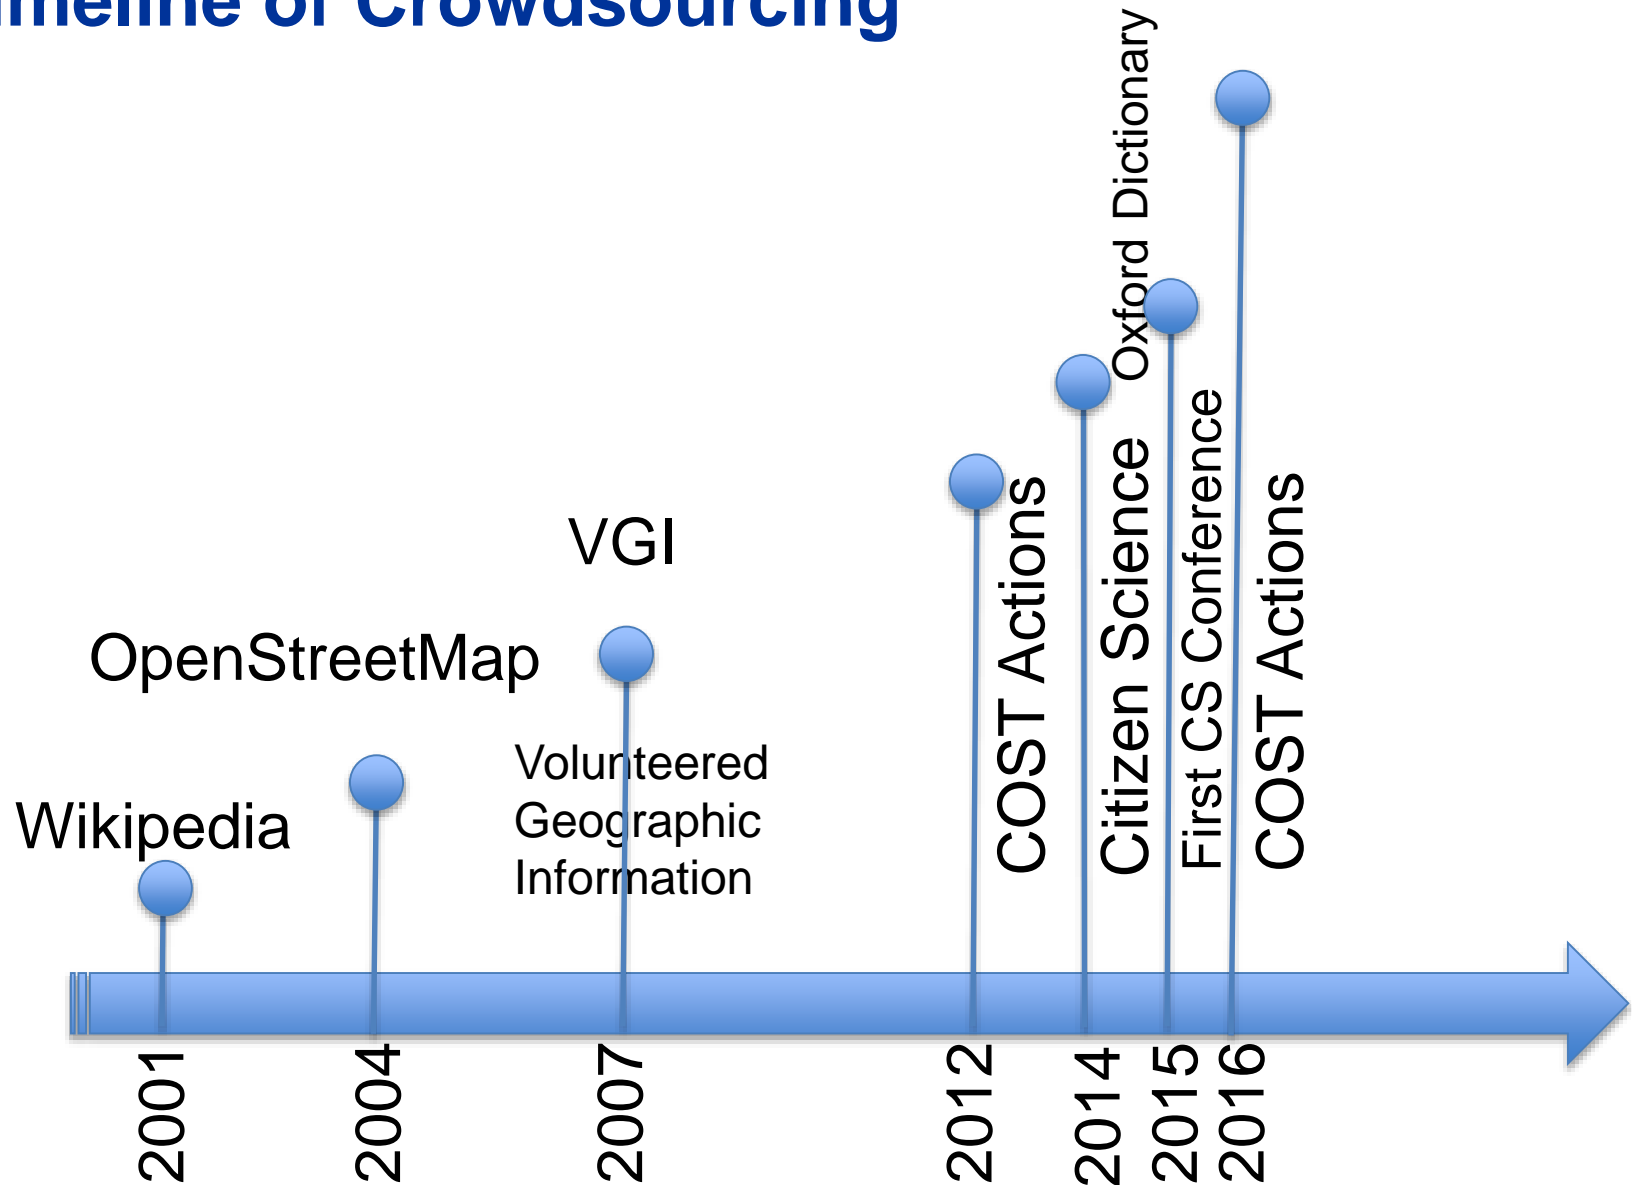 imeline of Crowdsourcing
Wikipedia
OpenStreetMap
VGI
Volunteered
Geographic
Information
COST Actions
Citizen Science
Oxford Dictionary
First CS Conference
COST Actions
2001
2004
2007
2012
2014
2015
2016